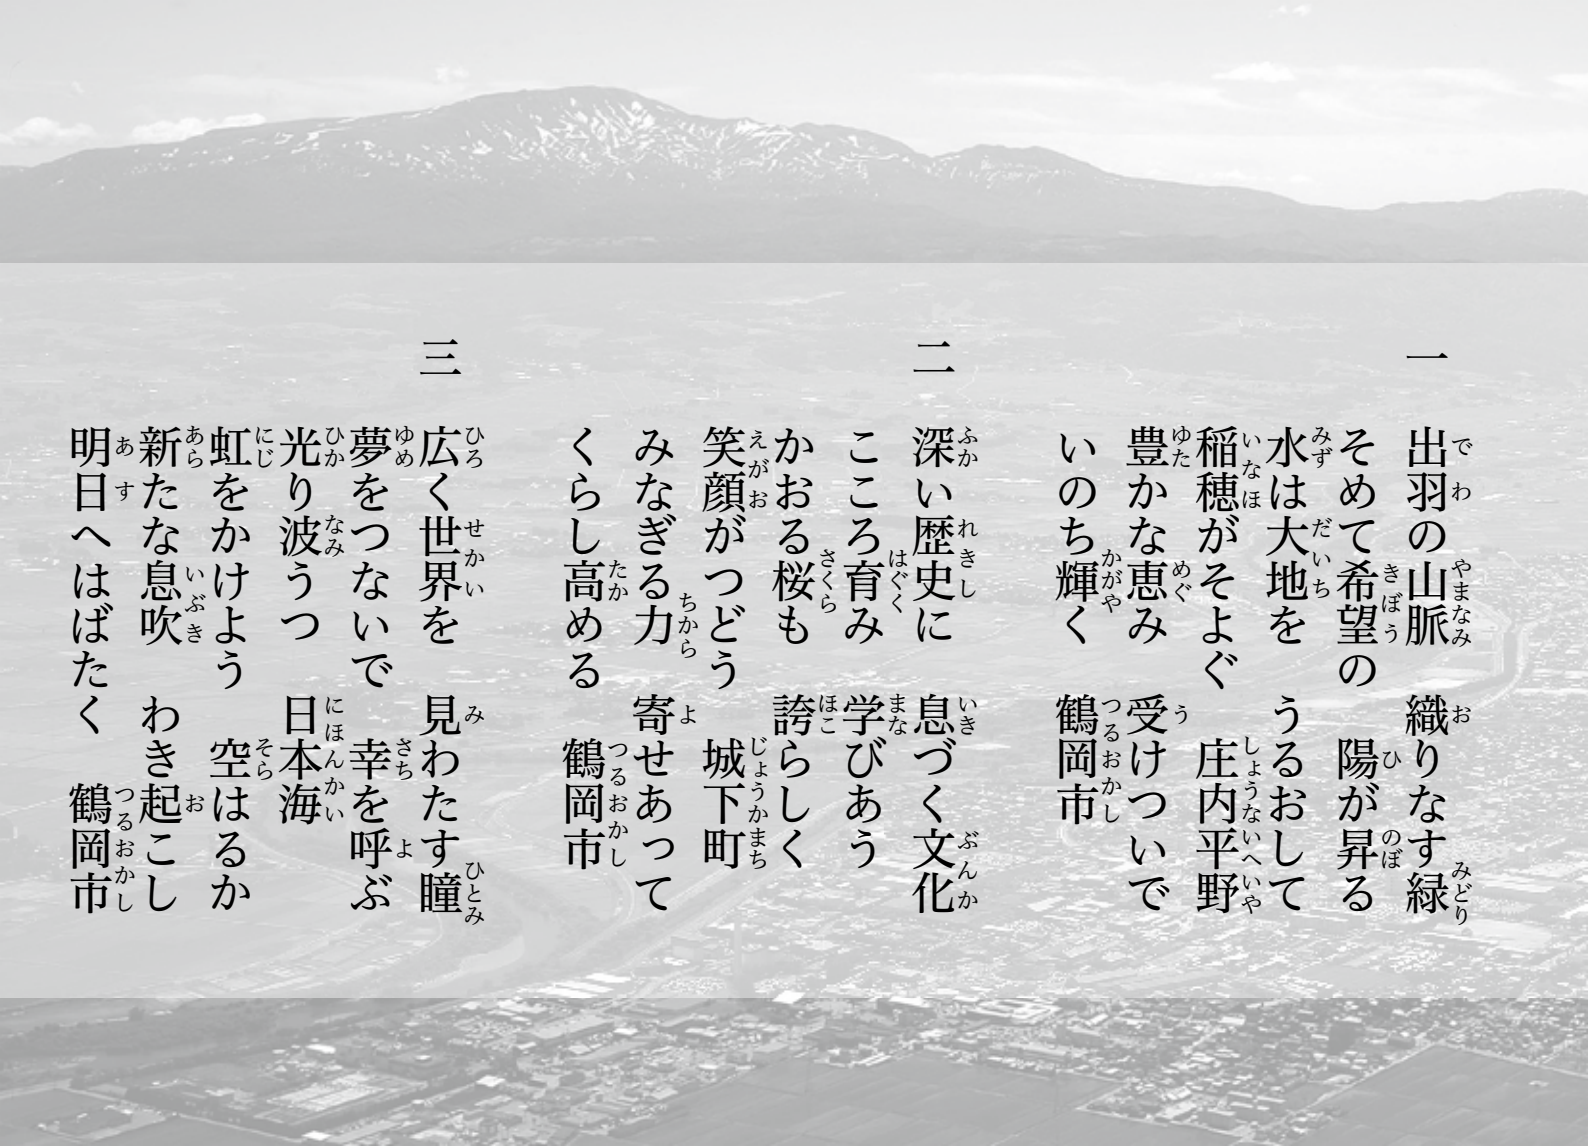 一
出羽の山脈　織りなす緑
そめて希望の　陽が昇る
水は大地を　うるおして
稲穂がそよぐ　庄内平野
豊かな恵み　受けついで
いのち輝く　鶴岡市
二
深い歴史に　息づく文化
こころ育み　学びあう
かおる桜も　誇らしく
笑顔がつどう　城下町
みなぎる力　寄せあって
くらし高める　鶴岡市
三
広く世界を　見わたす瞳
夢をつないで　幸を呼ぶ
光り波うつ　日本海
虹をかけよう　空はるか
新たな息吹　わき起こし
明日へはばたく　鶴岡市